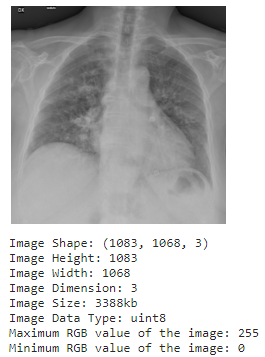 DX
Image Shape: (1083, 1068, 3)
Image Height: 1083
Image Width: 1068
Image Dimension: 3
Image Size: 3388kb
Image Data Type: uint8
Maximum RGB value of the image: 255
Minimum RGB value of the image: 0